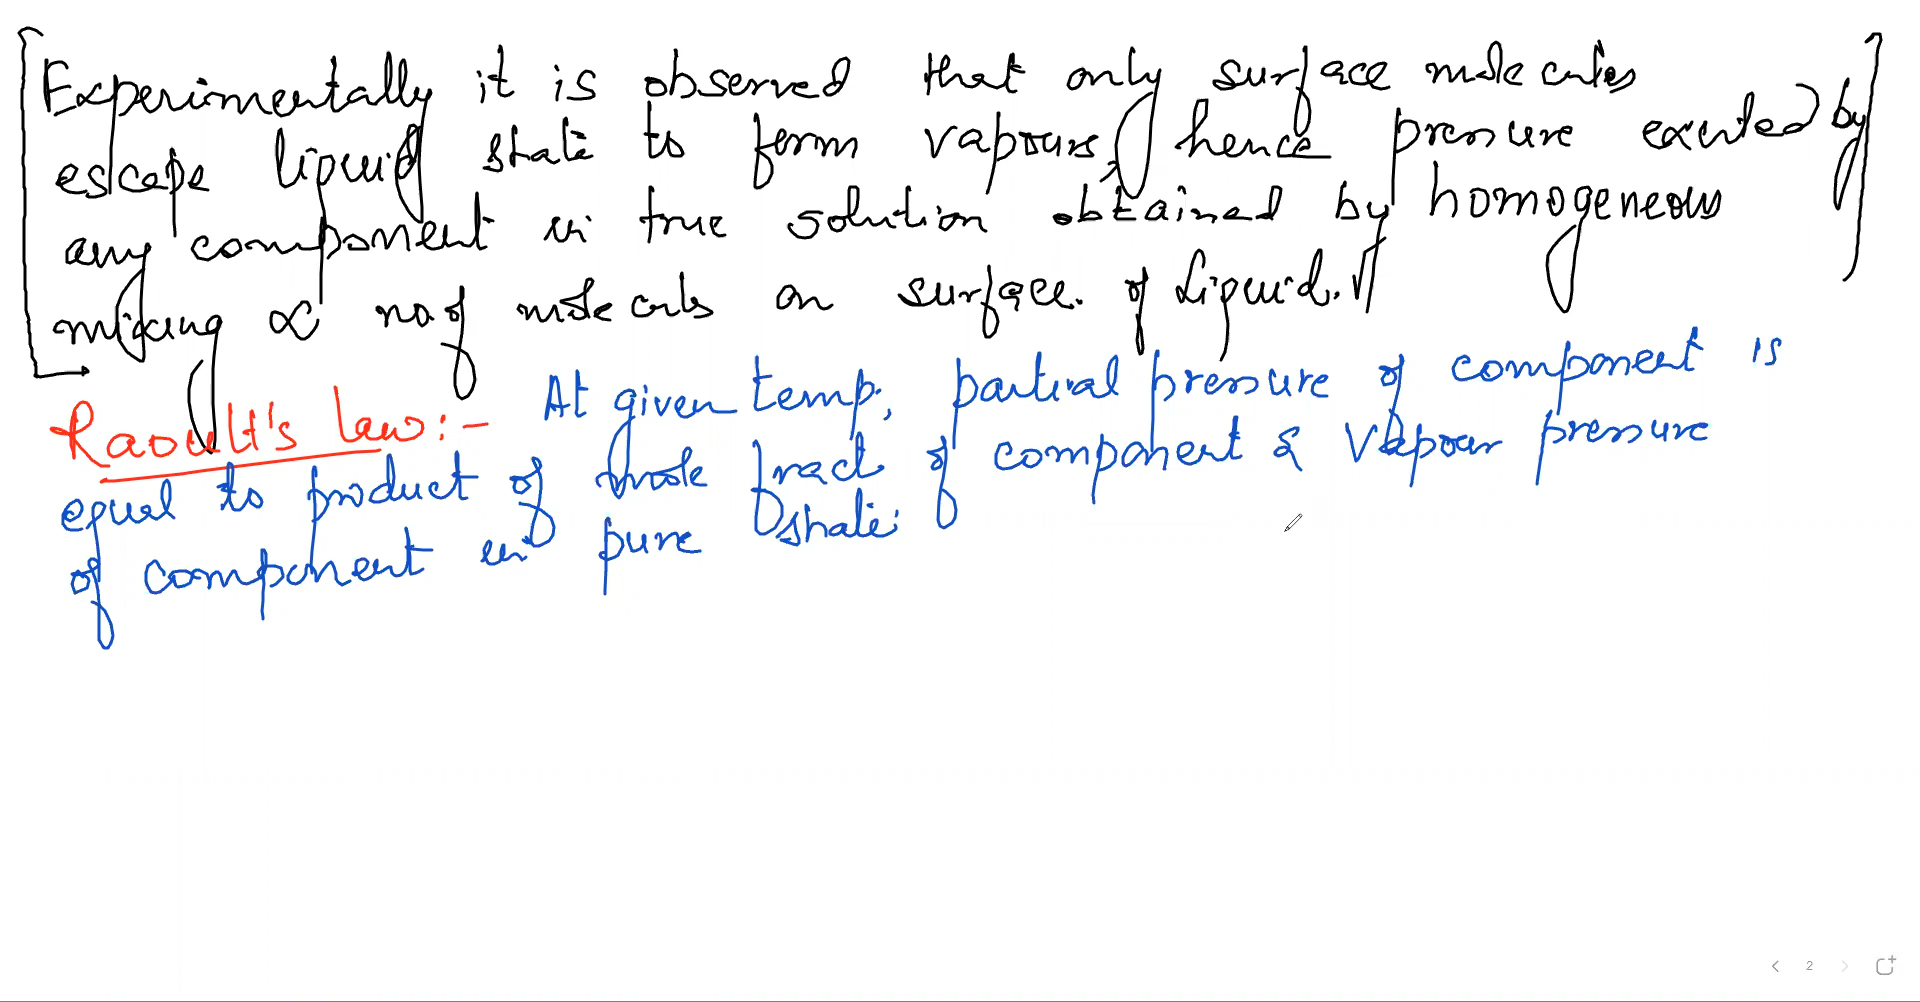 Experimentally it is observed that only surface molecules
escape liquid state to form vapours, hence pressure exerted by
any component in true solution obtained by homogeneous
mixing ∝ no. of molecules on surface of Liquid.
Raoult's law:- At given temp, partial pressure of component is
equal to product of mole fract of component & vapour pressure
of component in pure state.
2